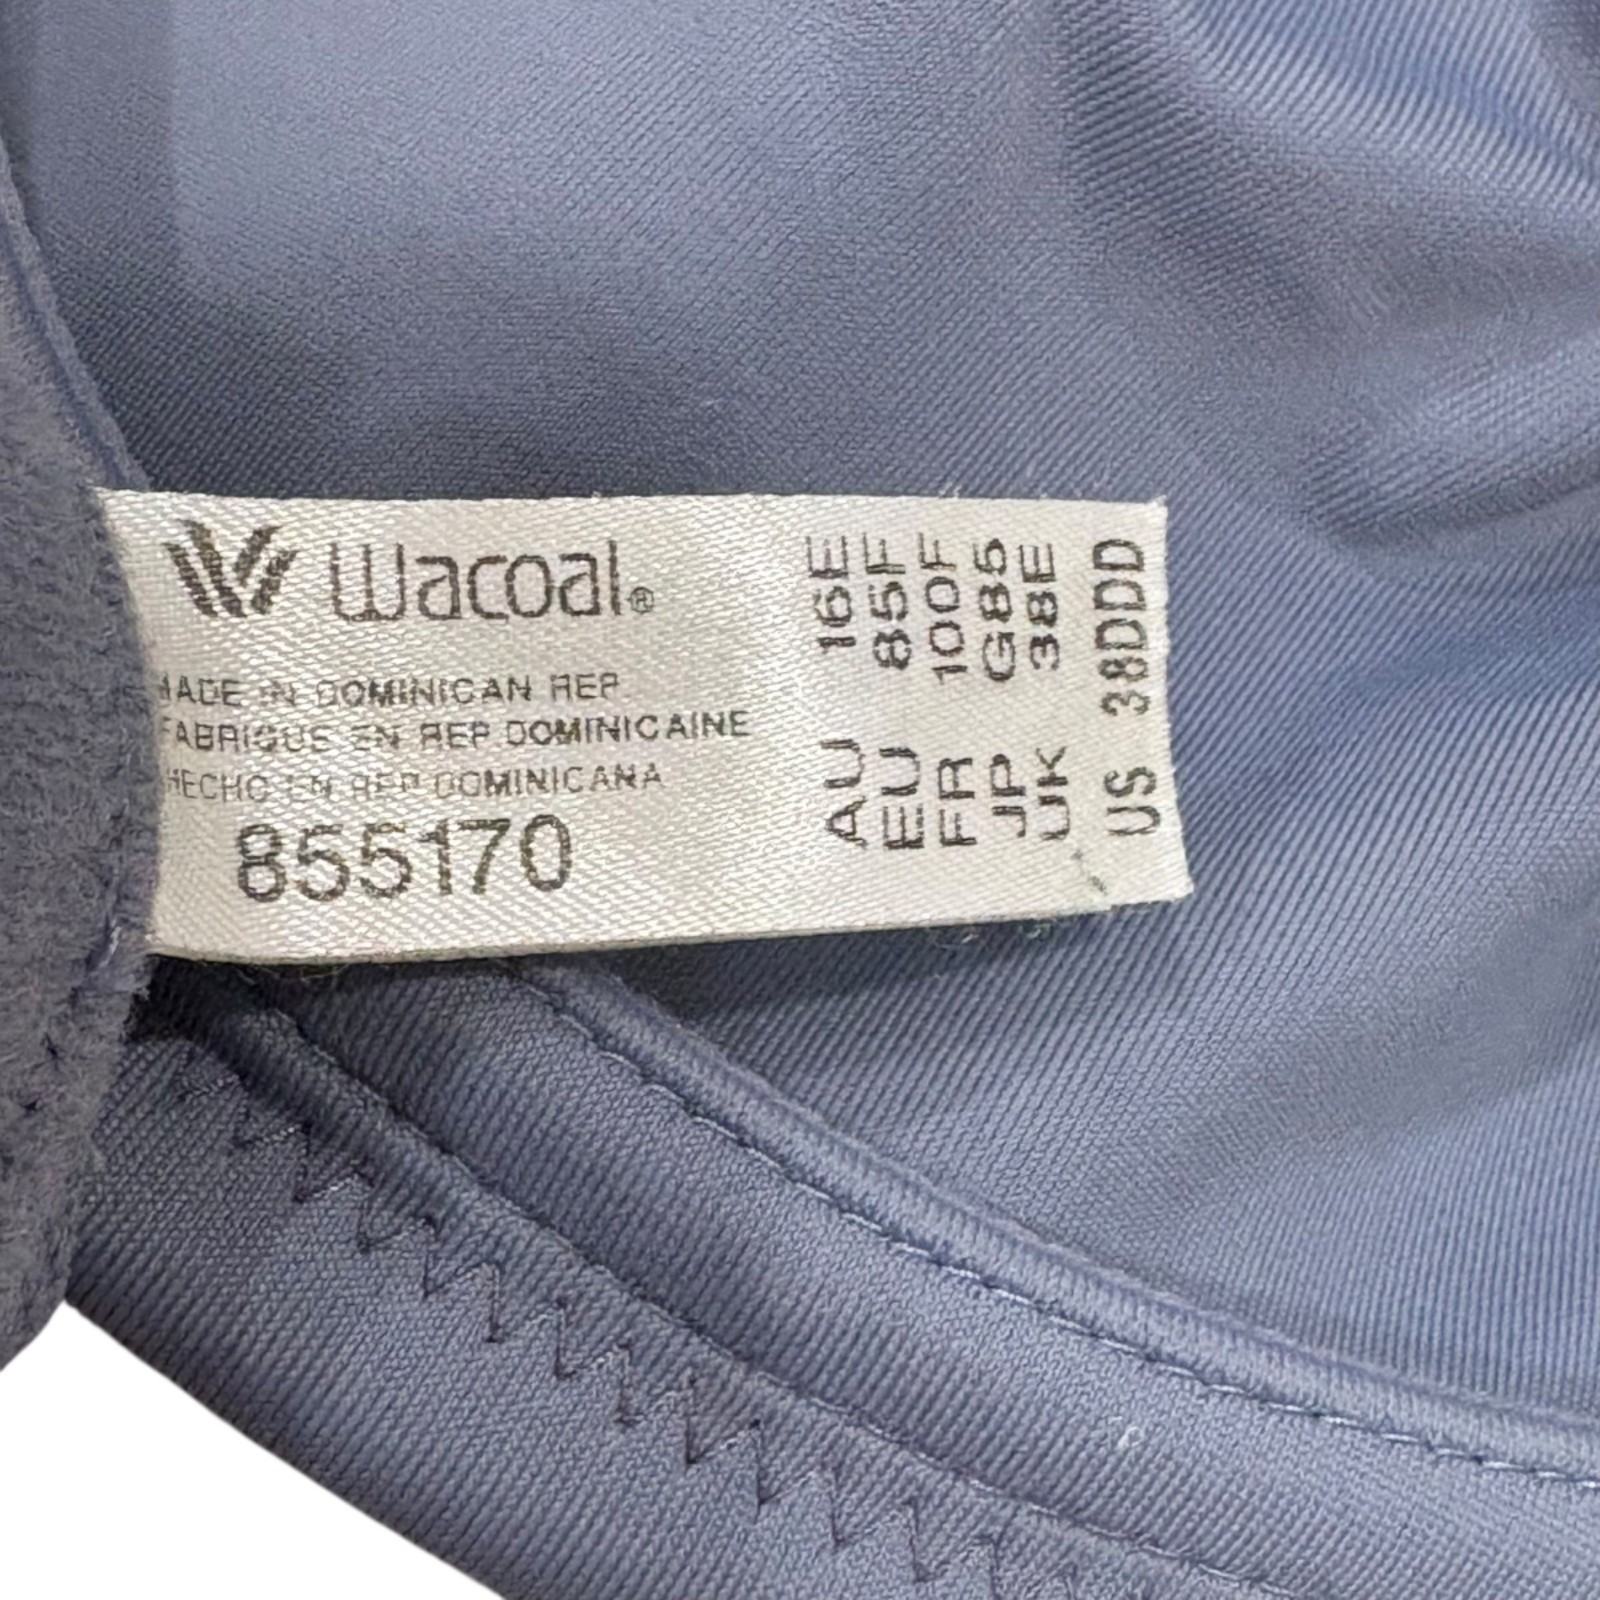 Wacoal®
MADE IN DOMINICAN REP
FABRIQUE EN REP DOMINICAINE
HECHO EN REP DOMINICANA
855170
AU 16E
EU 85F
FR 100F
JP G85
UK 38E
US 38DDD